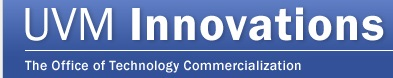 UVM Innovations
The Office of Technology Commercialization